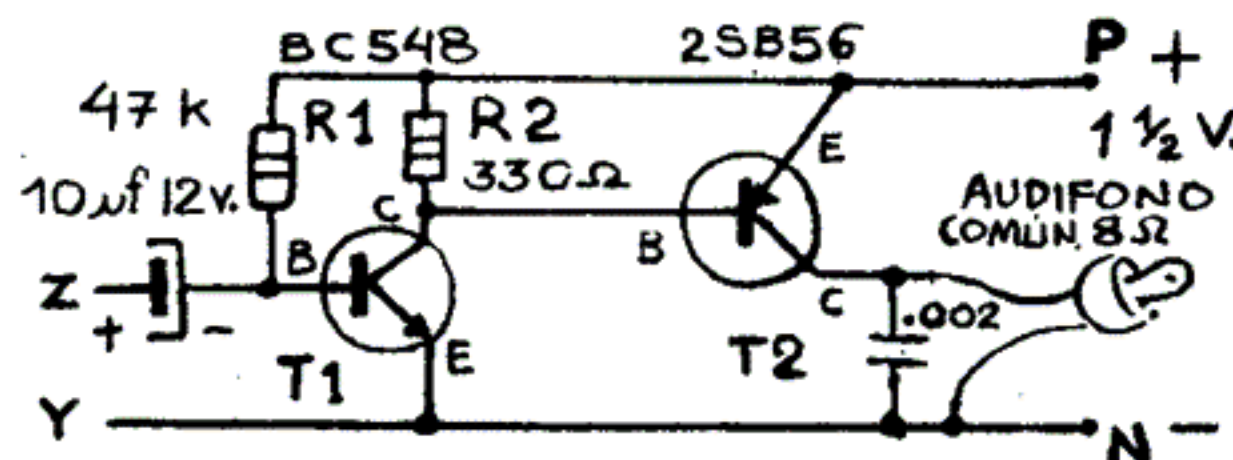 BC548
2SB56
P +
47 k
R1
R2
330Ω
E
1 ½ V.
10µf 12v.
C
B
AUDIFONO
COMÚN. 8Ω
B
Z
+ -
C
.002
T1
E
T2
Y
N -